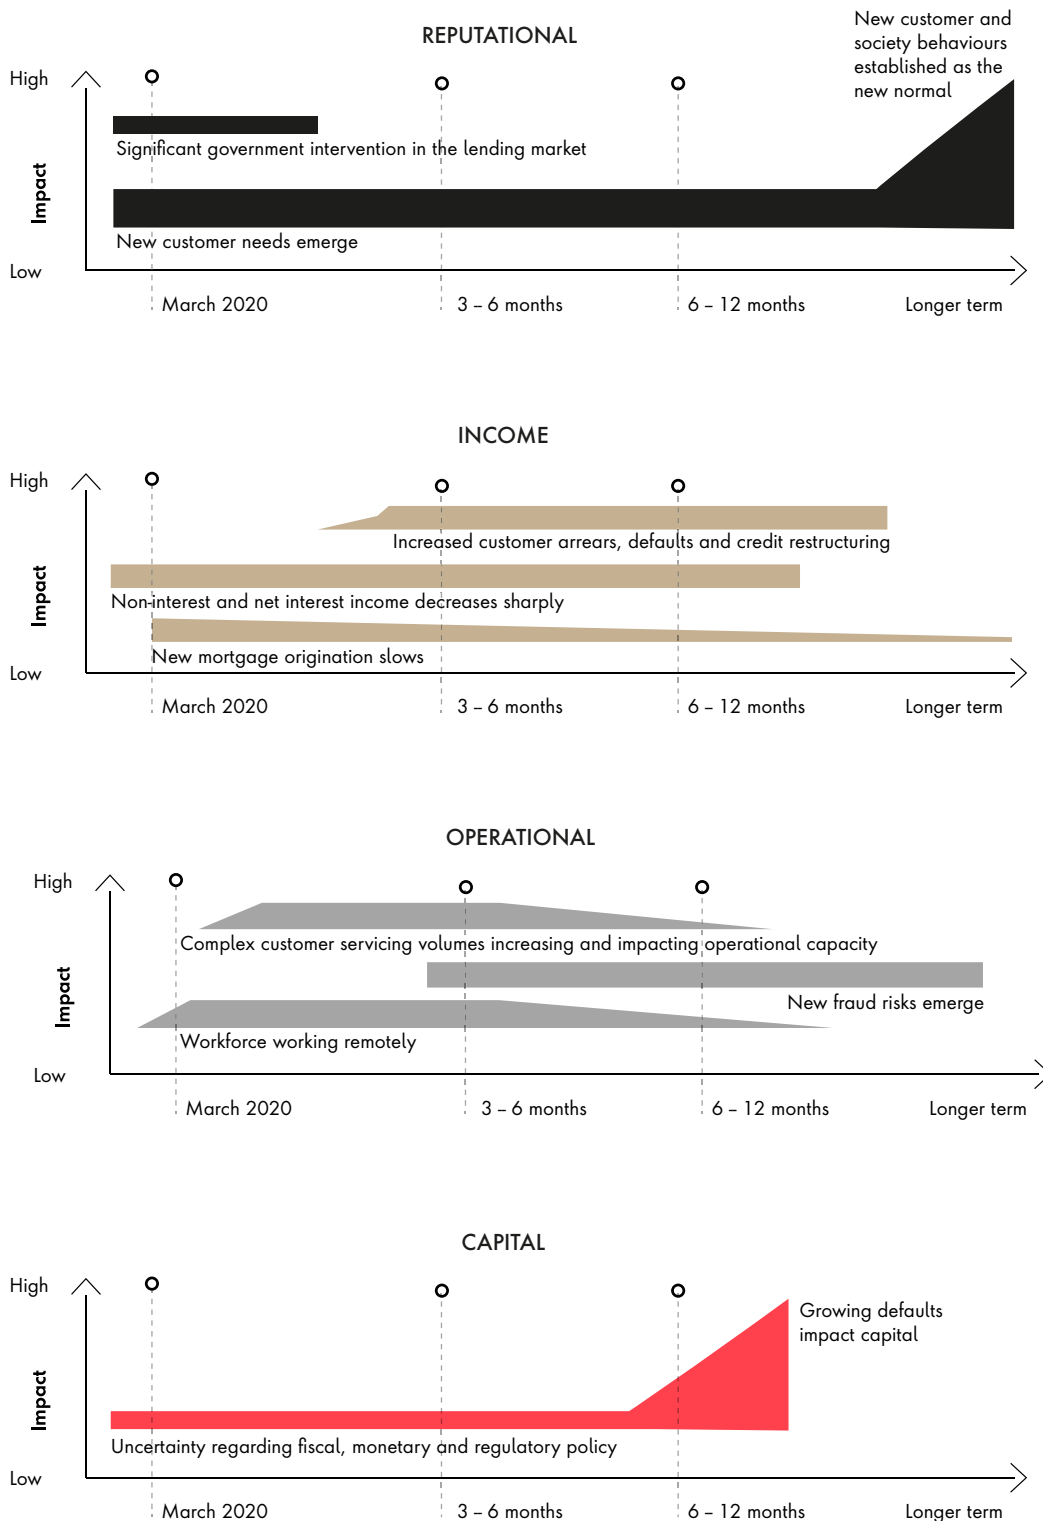 REPUTATIONAL
New customer and
society behaviours
established as the
new normal
High
Significant government intervention in the lending market
Impact
New customer needs emerge
Low
March 2020
3 – 6 months
6 – 12 months
Longer term
INCOME
High
Increased customer arrears, defaults and credit restructuring
Impact
Non-interest and net interest income decreases sharply
New mortgage origination slows
Low
March 2020
3 – 6 months
6 – 12 months
Longer term
OPERATIONAL
High
Complex customer servicing volumes increasing and impacting operational capacity
Impact
New fraud risks emerge
Workforce working remotely
Low
March 2020
3 – 6 months
6 – 12 months
Longer term
CAPITAL
High
Growing defaults
impact capital
Impact
Uncertainty regarding fiscal, monetary and regulatory policy
Low
March 2020
3 – 6 months
6 – 12 months
Longer term